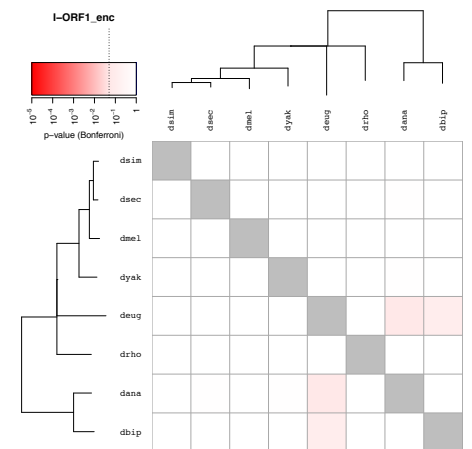 I-ORF1_enc
10^-5 10^-4 10^-3 10^-2 10^-1 1
p-value (Bonferroni)
dsim dsec dmel dyak deug drho dana dbip
dsim
dsec
dmel
dyak
deug
drho
dana
dbip